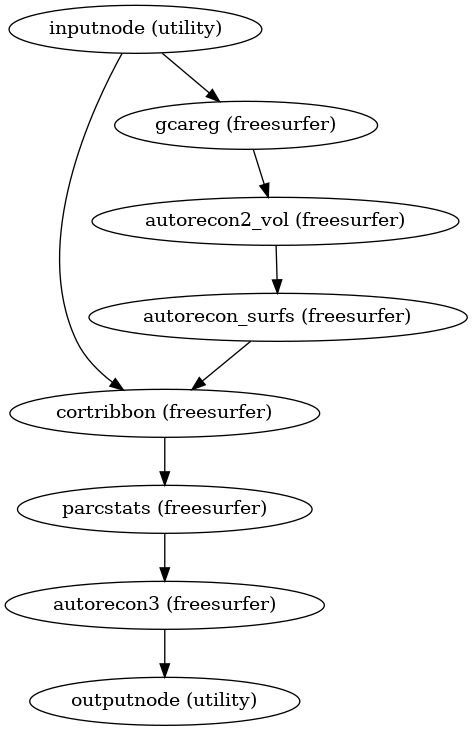 inputnode (utility)
gcareg (freesurfer)
autorecon2_vol (freesurfer)
autorecon_surfs (freesurfer)
cortribbon (freesurfer)
parcstats (freesurfer)
autorecon3 (freesurfer)
outputnode (utility)